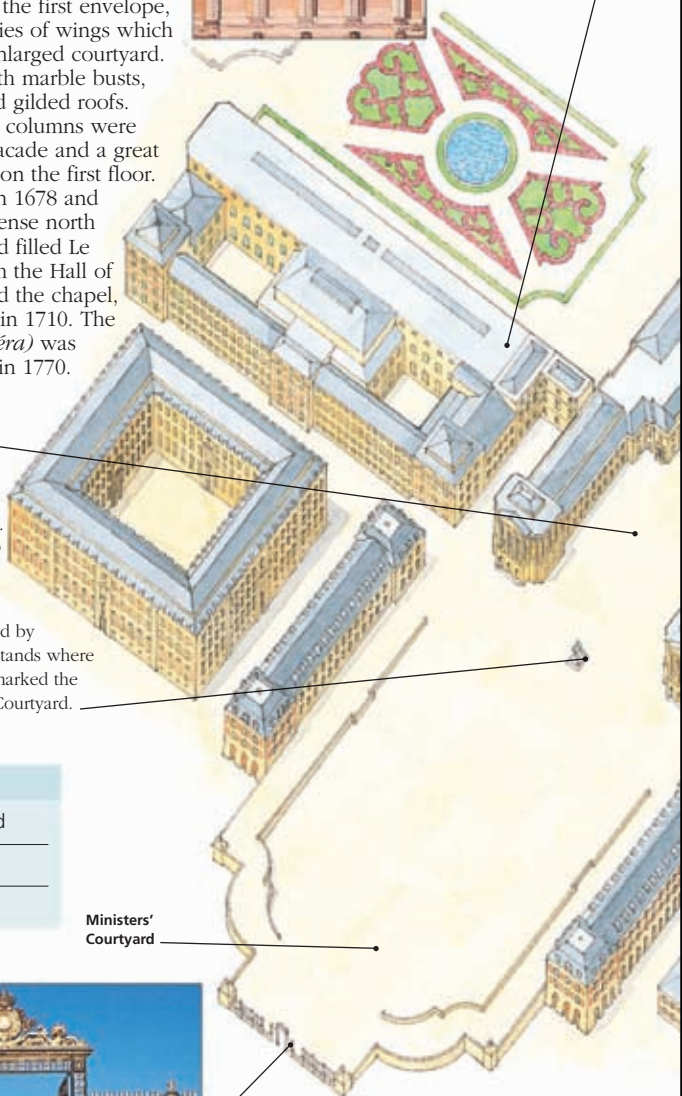 the first envelope,
ies of wings which
nlarged courtyard.
th marble busts,
d gilded roofs.
columns were
acade and a great
on the first floor.
n 1678 and
ense north
d filled Le
n the Hall of
d the chapel,
in 1710. The
éra) was
in 1770.
d by
tands where
marked the
Courtyard.
d
Ministers’
Courtyard